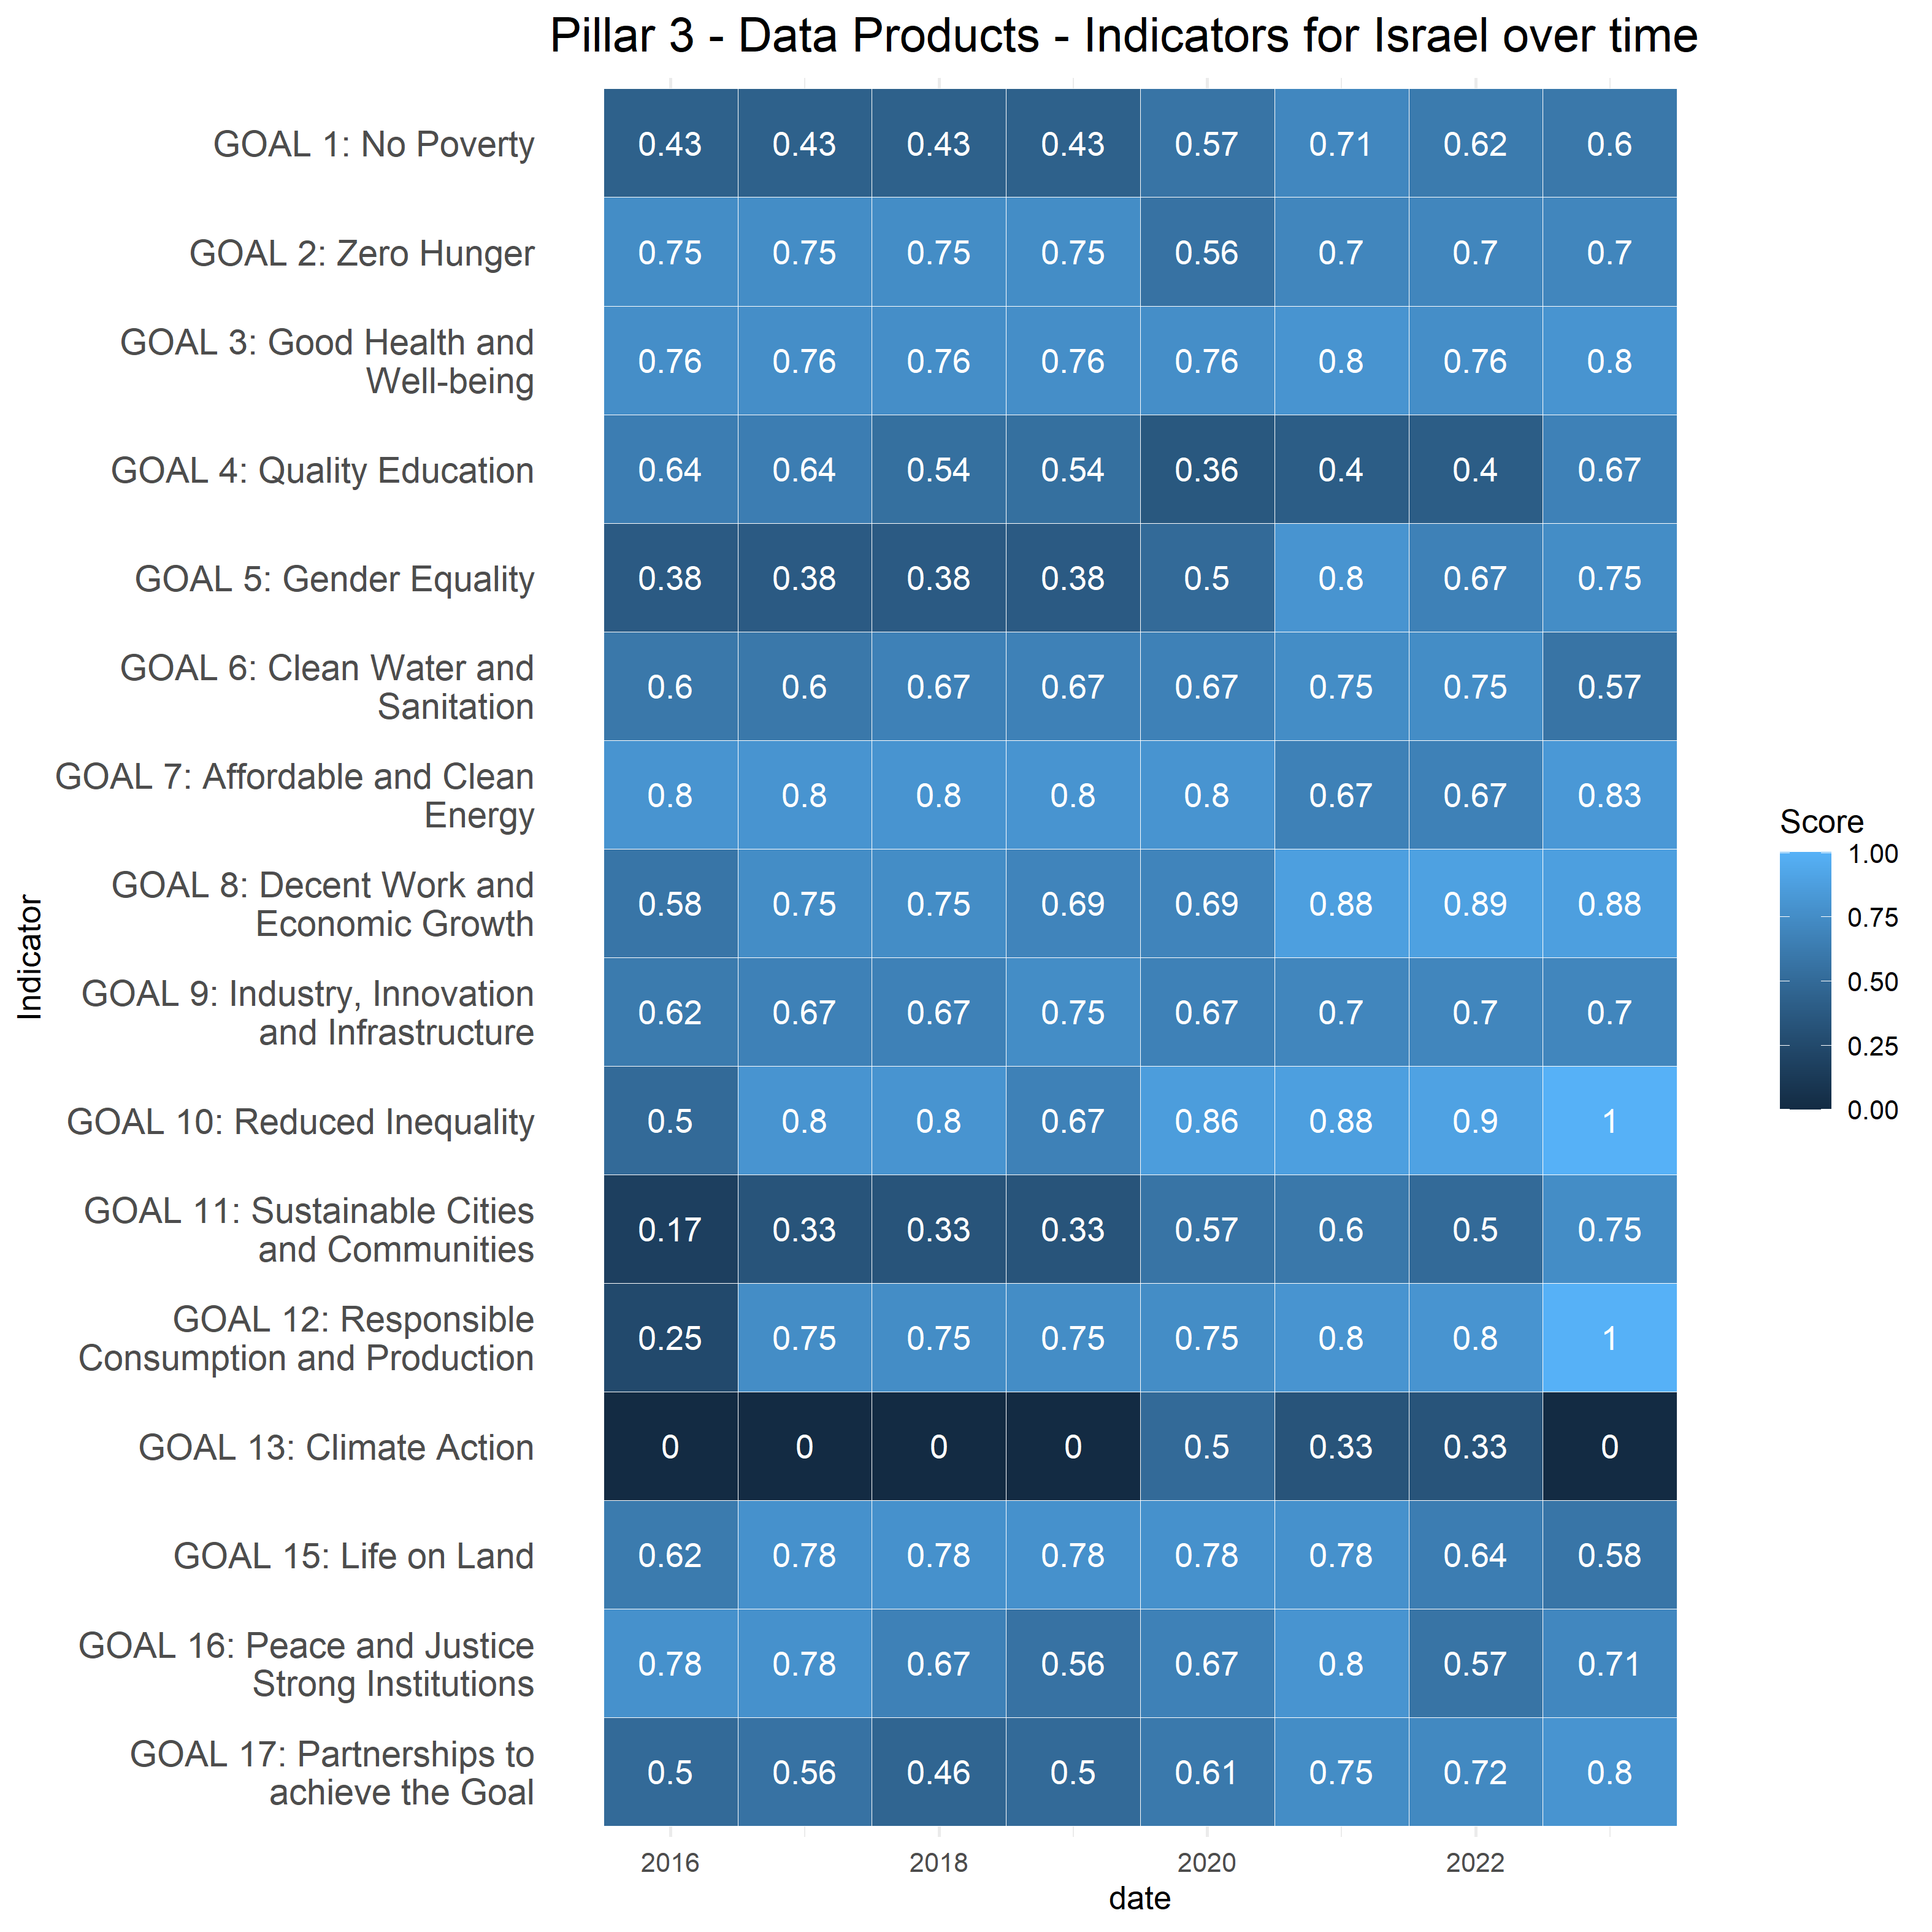 Pillar 3 - Data Products - Indicators for Israel over time
GOAL 1: No Poverty 0.43 0.43 0.43 0.43 0.57 0.71 0.62 0.6
GOAL 2: Zero Hunger 0.75 0.75 0.75 0.75 0.56 0.7 0.7 0.7
GOAL 3: Good Health and
Well-being
0.76 0.76 0.76 0.76 0.76 0.8 0.76 0.8
GOAL 4: Quality Education 0.64 0.64 0.54 0.54 0.36 0.4 0.4 0.67
GOAL 5: Gender Equality 0.38 0.38 0.38 0.38 0.5 0.8 0.67 0.75
GOAL 6: Clean Water and
Sanitation
0.6 0.6 0.67 0.67 0.67 0.75 0.75 0.57
GOAL 7: Affordable and Clean
Energy
0.8 0.8 0.8 0.8 0.8 0.67 0.67 0.83
GOAL 8: Decent Work and
Economic Growth
0.58 0.75 0.75 0.69 0.69 0.88 0.89 0.88
GOAL 9: Industry, Innovation
and Infrastructure
0.62 0.67 0.67 0.75 0.67 0.7 0.7 0.7
GOAL 10: Reduced Inequality 0.5 0.8 0.8 0.67 0.86 0.88 0.9 1
GOAL 11: Sustainable Cities
and Communities
0.17 0.33 0.33 0.33 0.57 0.6 0.5 0.75
GOAL 12: Responsible
Consumption and Production
0.25 0.75 0.75 0.75 0.75 0.8 0.8 1
GOAL 13: Climate Action 0 0 0 0 0.5 0.33 0.33 0
GOAL 15: Life on Land 0.62 0.78 0.78 0.78 0.78 0.78 0.64 0.58
GOAL 16: Peace and Justice
Strong Institutions
0.78 0.78 0.67 0.56 0.67 0.8 0.57 0.71
GOAL 17: Partnerships to
achieve the Goal
0.5 0.56 0.46 0.5 0.61 0.75 0.72 0.8
2016 2018 2020 2022
date
Indicator
Score
1.00
0.75
0.50
0.25
0.00